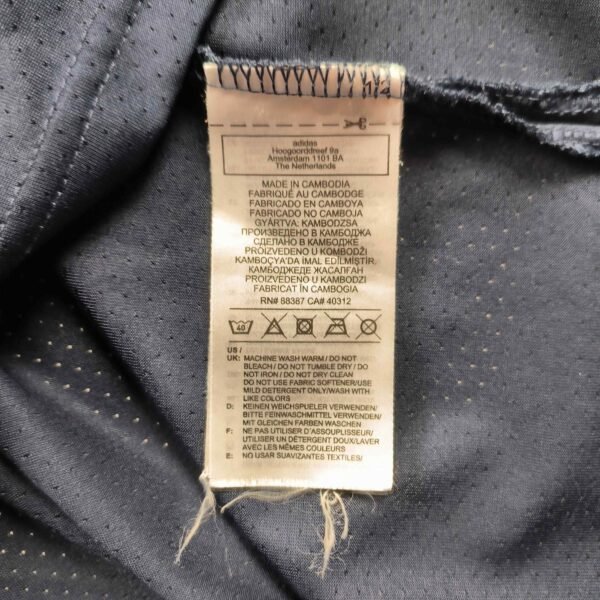 1/2
adidas
Hoogoorddreef 9a
Amsterdam 1101 BA
The Netherlands
MADE IN CAMBODIA
FABRIQUÉ AU CAMBODGE
FABRICADO EN CAMBOYA
FABRICADO NO CAMBOJA
GYÁRTVA: KAMBODZSA
ПРОИЗВЕДЕНО В КАМБОДЖА
СДЕЛАНО В КАМБОДЖЕ
PROIZVEDENO U KOMBODŽI
KAMBOÇYA'DA İMAL EDİLMİŞTİR.
КАМБОДЖЕДЕ ЖАСАЛҒАН
PROIZVEDENO U KAMBODZI
FABRICAT ÎN CAMBOGIA
RN# 88387 CA# 40312
40
US /
UK: MACHINE WASH WARM / DO NOT
BLEACH / DO NOT TUMBLE DRY / DO
NOT IRON / DO NOT DRY CLEAN
DO NOT USE FABRIC SOFTENER/USE
MILD DETERGENT ONLY/WASH WITH
LIKE COLORS
D: KEINEN WEICHSPUELER VERWENDEN/
BITTE FEINWASCHMITTEL VERWENDEN/
MIT GLEICHEN FARBEN WASCHEN
F: NE PAS UTILISER D'ASSOUPLISSEUR/
UTILISER UN DETERGENT DOUX/LAVER
AVEC LES MÊMES COULEURS
E: NO USAR SUAVIZANTES TEXTILES/